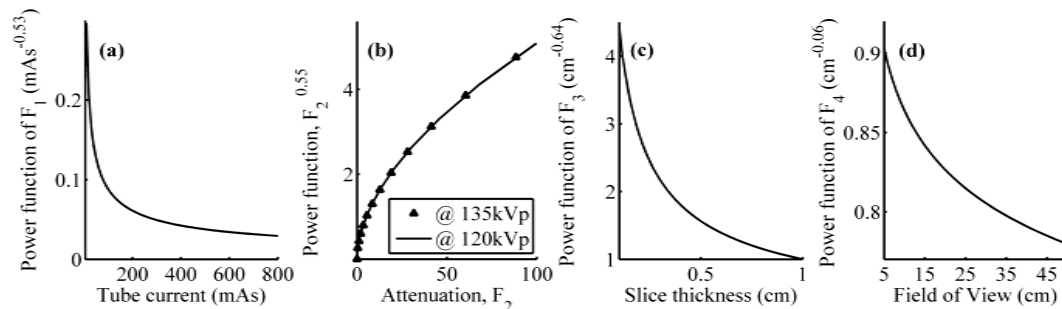 Power function of F1 (mAs-0.53)
(a)
0.2
0.1
0
200 400 600 800
Tube current (mAs)
Power function, F2 0.55
(b)
4
2
@ 135kVp
@ 120kVp
0 50 100
Attenuation, F2
Power function of F3 (cm-0.64)
(c)
4
3
2
1
0.5 1
Slice thickness (cm)
Power function of F4 (cm-0.06)
(d)
0.9
0.85
0.8
5 15 25 35 45
Field of View (cm)